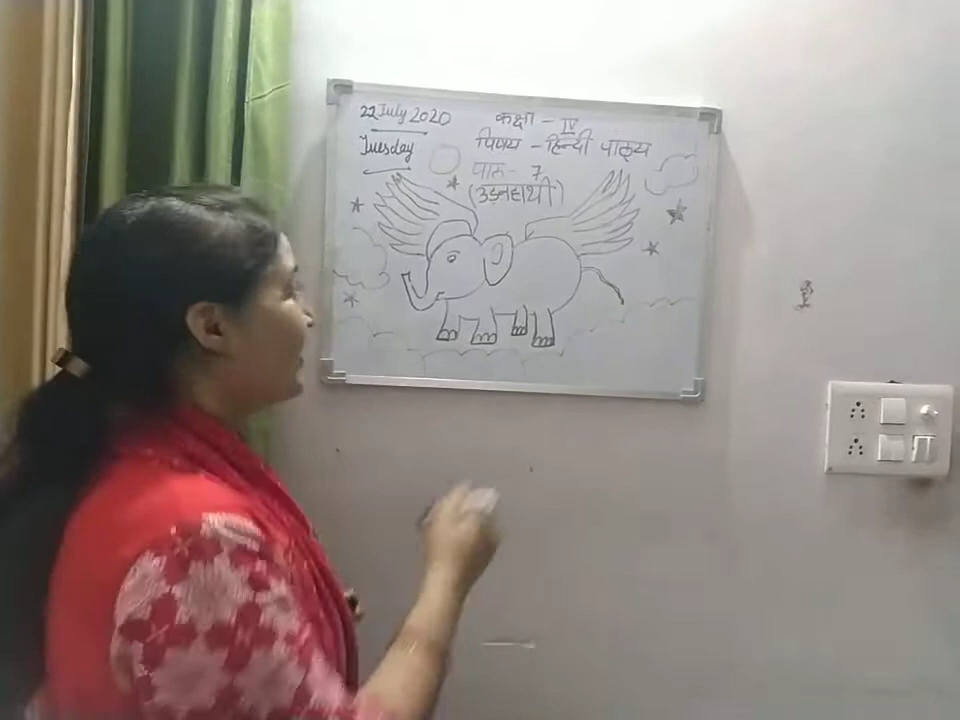 22 July 2020
Tuesday
कक्षा - IV
विषय - हिन्दी पाठ्य
पाठ - 7
(उड़नहाथी)